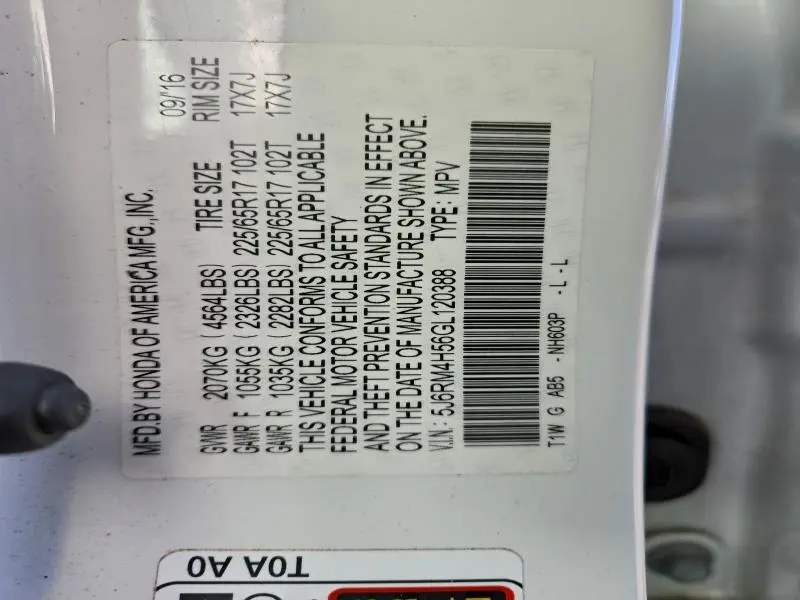 MFD.BY HONDA OF AMERICA MFG.,INC. 09/16
GVWR 2070KG (4664LBS) TIRE SIZE RIM SIZE
GAWR F 1055KG (2326LBS) 225/65R17 102T 17X7J
GAWR R 1035KG (2282LBS) 225/65R17 102T 17X7J
THIS VEHICLE CONFORMS TO ALL APPLICABLE
FEDERAL MOTOR VEHICLE SAFETY
AND THEFT PREVENTION STANDARDS IN EFFECT
ON THE DATE OF MANUFACTURE SHOWN ABOVE.
V.I.N.: 5J6RM4H56GL120388 TYPE: MPV
T1W G AB5 -NH603P -L -L
T0A A0